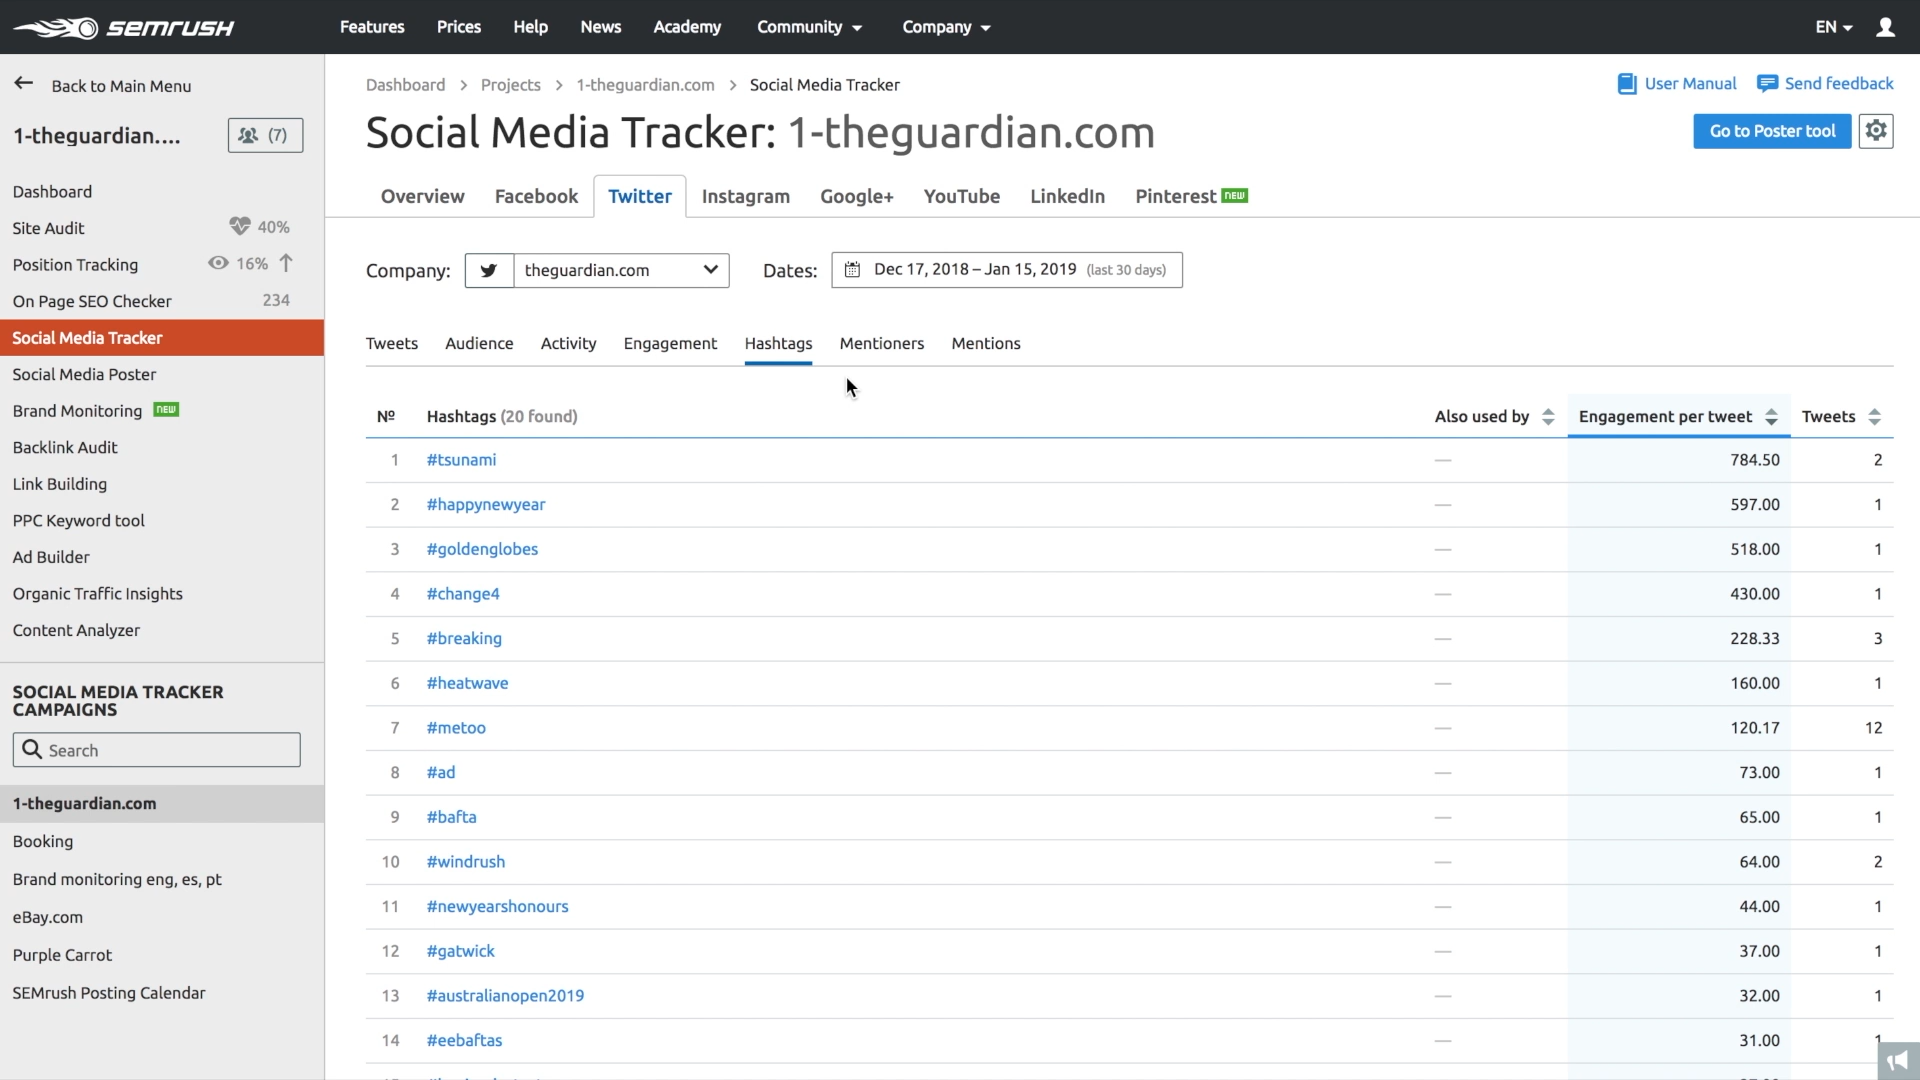 SEMRUSH Features Prices Help News Academy Community Company EN
Back to Main Menu
1-theguardian.... (7)
Dashboard
Site Audit 40%
Position Tracking 16%
On Page SEO Checker 234
Social Media Tracker
Social Media Poster
Brand Monitoring NEW
Backlink Audit
Link Building
PPC Keyword tool
Ad Builder
Organic Traffic Insights
Content Analyzer
SOCIAL MEDIA TRACKER
CAMPAIGNS
Search
1-theguardian.com
Booking
Brand monitoring eng, es, pt
eBay.com
Purple Carrot
SEMrush Posting Calendar
Dashboard > Projects > 1-theguardian.com > Social Media Tracker
User Manual Send feedback
Social Media Tracker: 1-theguardian.com
Go to Poster tool
Overview Facebook Twitter Instagram Google+ YouTube LinkedIn Pinterest NEW
Company: theguardian.com Dates: Dec 17, 2018 – Jan 15, 2019 (last 30 days)
Tweets Audience Activity Engagement Hashtags Mentioners Mentions
Nº Hashtags (20 found) Also used by Engagement per tweet Tweets
1 #tsunami — 784.50 2
2 #happynewyear — 597.00 1
3 #goldenglobes — 518.00 1
4 #change4 — 430.00 1
5 #breaking — 228.33 3
6 #heatwave — 160.00 1
7 #metoo — 120.17 12
8 #ad — 73.00 1
9 #bafta — 65.00 1
10 #windrush — 64.00 2
11 #newyearshonours — 44.00 1
12 #gatwick — 37.00 1
13 #australianopen2019 — 32.00 1
14 #eebaftas — 31.00 1